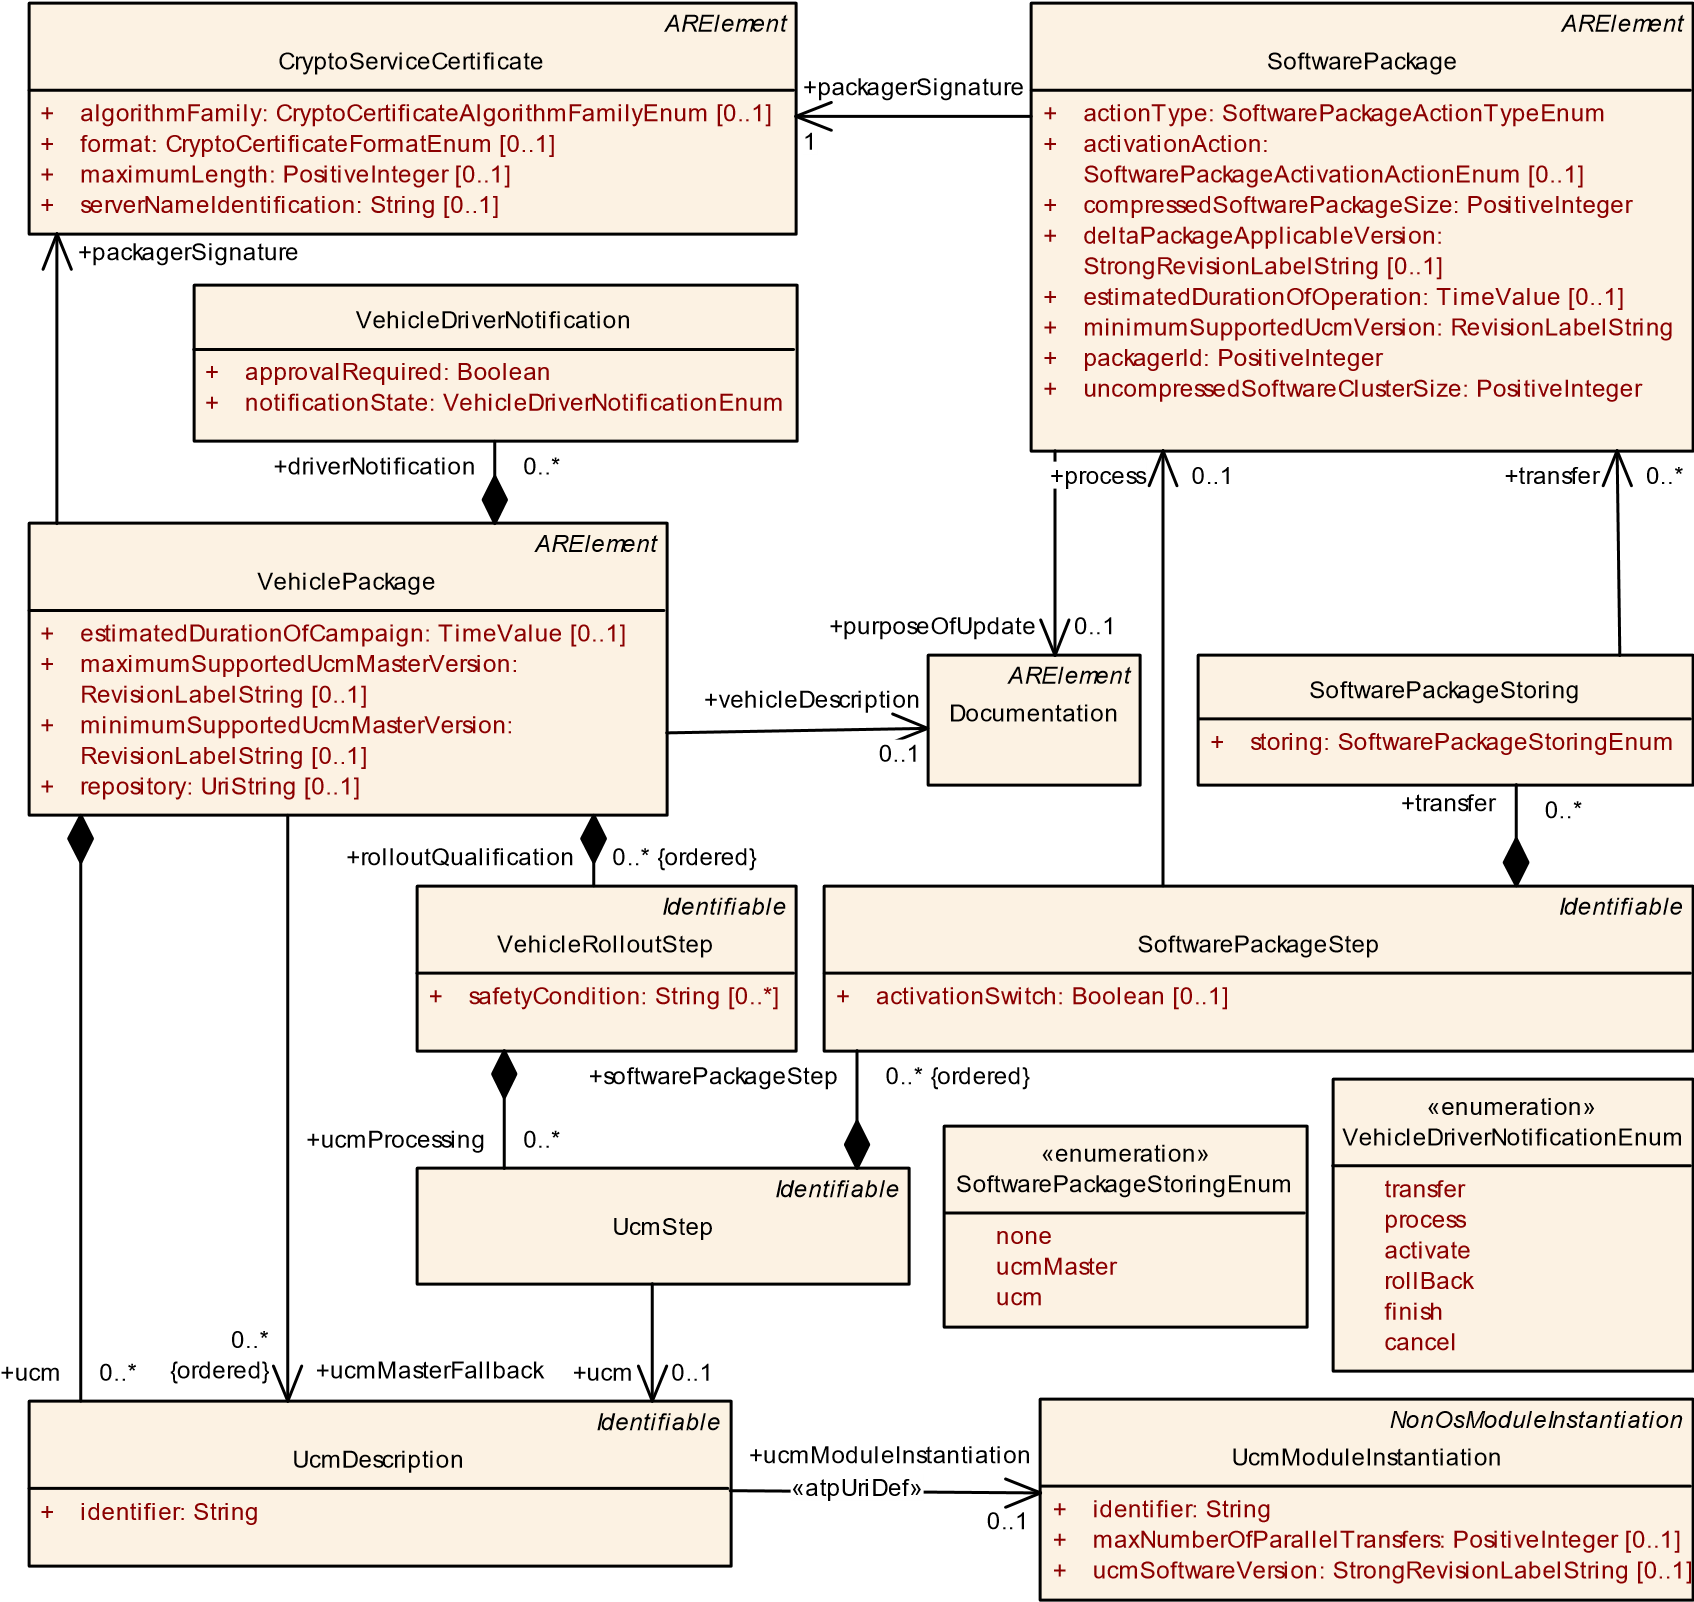 ARElement
CryptoServiceCertificate
+ algorithmFamily: CryptoCertificateAlgorithmFamilyEnum [0..1]
+ format: CryptoCertificateFormatEnum [0..1]
+ maximumLength: PositiveInteger [0..1]
+ serverNameIdentification: String [0..1]
+packagerSignature
1
ARElement
SoftwarePackage
+ actionType: SoftwarePackageActionTypeEnum
+ activationAction:
SoftwarePackageActivationActionEnum [0..1]
+ compressedSoftwarePackageSize: PositiveInteger
+ deltaPackageApplicableVersion:
StrongRevisionLabelString [0..1]
+ estimatedDurationOfOperation: TimeValue [0..1]
+ minimumSupportedUcmVersion: RevisionLabelString
+ packagerId: PositiveInteger
+ uncompressedSoftwareClusterSize: PositiveInteger
+packagerSignature
VehicleDriverNotification
+ approvalRequired: Boolean
+ notificationState: VehicleDriverNotificationEnum
+driverNotification 0..*
+process 0..1
+transfer 0..*
ARElement
VehiclePackage
+ estimatedDurationOfCampaign: TimeValue [0..1]
+ maximumSupportedUcmMasterVersion:
RevisionLabelString [0..1]
+ minimumSupportedUcmMasterVersion:
RevisionLabelString [0..1]
+ repository: UriString [0..1]
+purposeOfUpdate 0..1
+vehicleDescription
0..1
ARElement
Documentation
SoftwarePackageStoring
+ storing: SoftwarePackageStoringEnum
+transfer 0..*
+rolloutQualification 0..* {ordered}
Identifiable
VehicleRolloutStep
+ safetyCondition: String [0..*]
Identifiable
SoftwarePackageStep
+ activationSwitch: Boolean [0..1]
+softwarePackageStep 0..* {ordered}
+ucmProcessing 0..*
Identifiable
UcmStep
«enumeration»
SoftwarePackageStoringEnum
none
ucmMaster
ucm
«enumeration»
VehicleDriverNotificationEnum
transfer
process
activate
rollBack
finish
cancel
+ucm 0..*
0..*
{ordered} +ucmMasterFallback
+ucm 0..1
Identifiable
UcmDescription
+ identifier: String
+ucmModuleInstantiation
«atpUriDef»
0..1
NonOsModuleInstantiation
UcmModuleInstantiation
+ identifier: String
+ maxNumberOfParallelTransfers: PositiveInteger [0..1]
+ ucmSoftwareVersion: StrongRevisionLabelString [0..1]